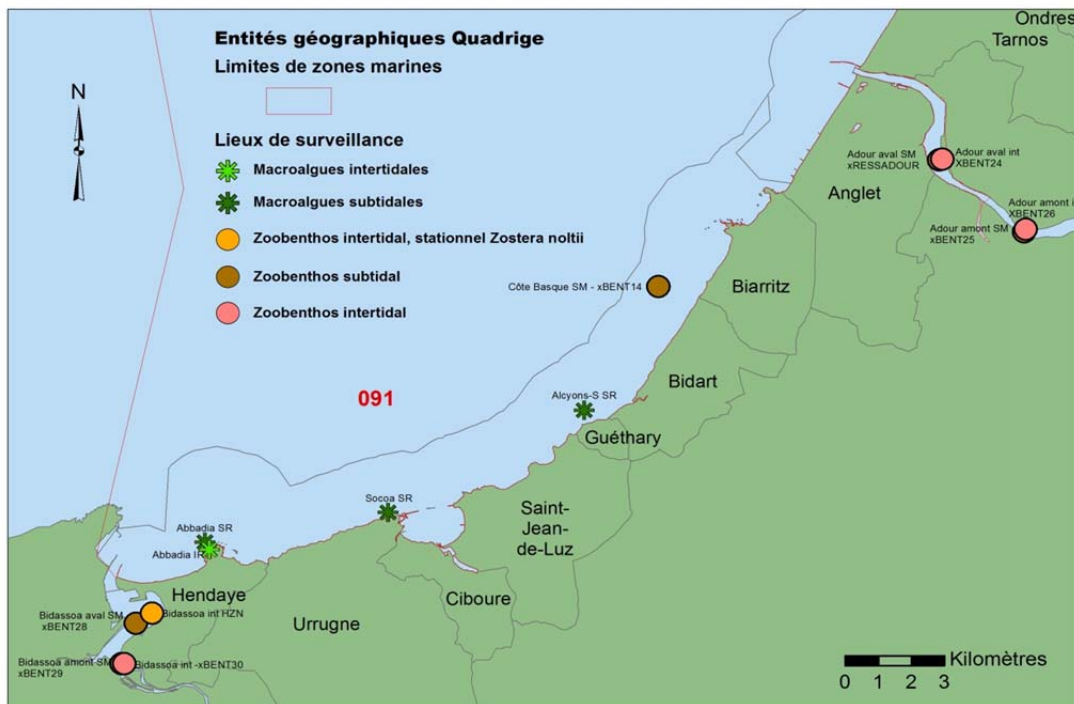 Entités géographiques Quadrige
Limites de zones marines
N
Lieux de surveillance
Macroalgues intertidales
Macroalgues subtidales
Zoobenthos intertidal, stationnel Zostera noltii
Zoobenthos subtidal
Zoobenthos intertidal
Ondres
Tarnos
Adour aval SM
xRESSADOUR
Adour aval int
XBENT24
Anglet
Adour amont i
XBENT26
Adour amont SM
xBENT25
Côte Basque SM - xBENT14
Biarritz
Bidart
091
Alcyons-S SR
Guéthary
Socoa SR
Saint-
Jean-
de-Luz
Abbadia SR
Abbadia IR
Hendaye
Ciboure
Urrugne
Bidassoa aval SM
xBENT28
Bidassoa int HZN
Bidassoa amont SM
xBENT29
Bidassoa int -xBENT30
Kilomètres
0 1 2 3